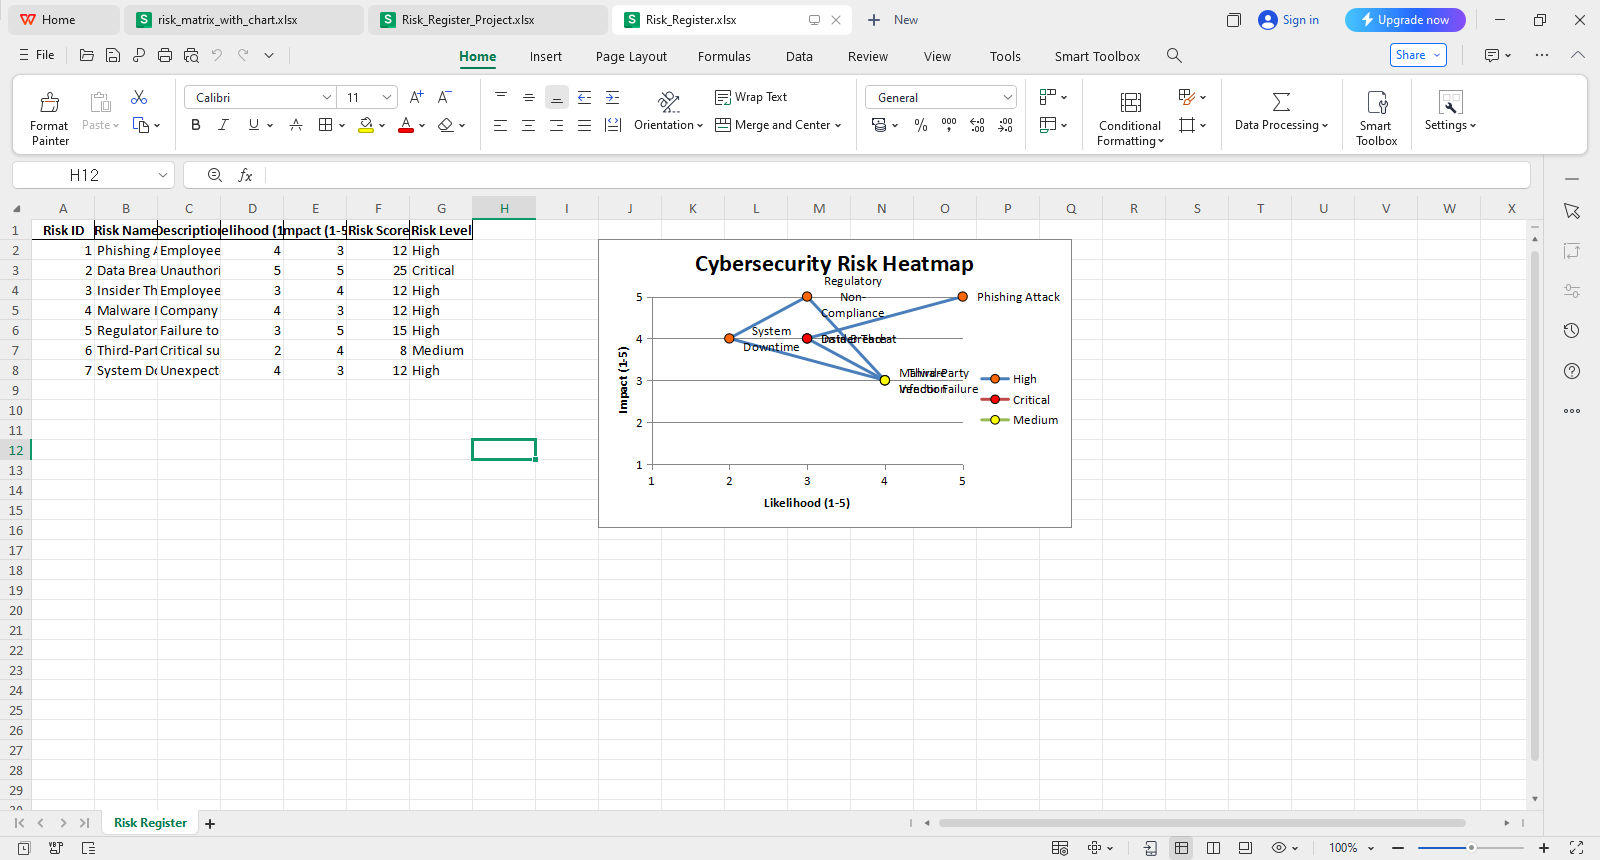 Home
risk_matrix_with_chart.xlsx
Risk_Register_Project.xlsx
Risk_Register.xlsx
New
Sign in
Upgrade now
File
Home
Insert
Page Layout
Formulas
Data
Review
View
Tools
Smart Toolbox
Share
Format Painter
Paste
Calibri
11
Orientation
Wrap Text
Merge and Center
General
Conditional Formatting
Data Processing
Smart Toolbox
Settings
H12
fx
A B C D E F G H I J K L M N O P Q R S T U V W X
1 Risk ID Risk Name Description elihood (1 Impact (1-5 Risk Score Risk Level
2 1 Phishing A Employee 4 3 12 High
3 2 Data Brea Unauthori 5 5 25 Critical
4 3 Insider Th Employee 3 4 12 High
5 4 Malware I Company 4 3 12 High
6 5 Regulator Failure to 3 5 15 High
7 6 Third-Part Critical su 2 4 8 Medium
8 7 System Do Unexpect 4 3 12 High
9
10
11
12
13
14
15
16
17
18
19
20
21
22
23
24
25
26
27
28
29
Cybersecurity Risk Heatmap
Regulatory
Non-
Compliance
Phishing Attack
System
Downtime
Data Breach
Insider Threat
Malware
Infection
Third-Party
Vendor Failure
Impact (1-5)
5
4
3
2
1
1 2 3 4 5
Likelihood (1-5)
High
Critical
Medium
Risk Register
100%